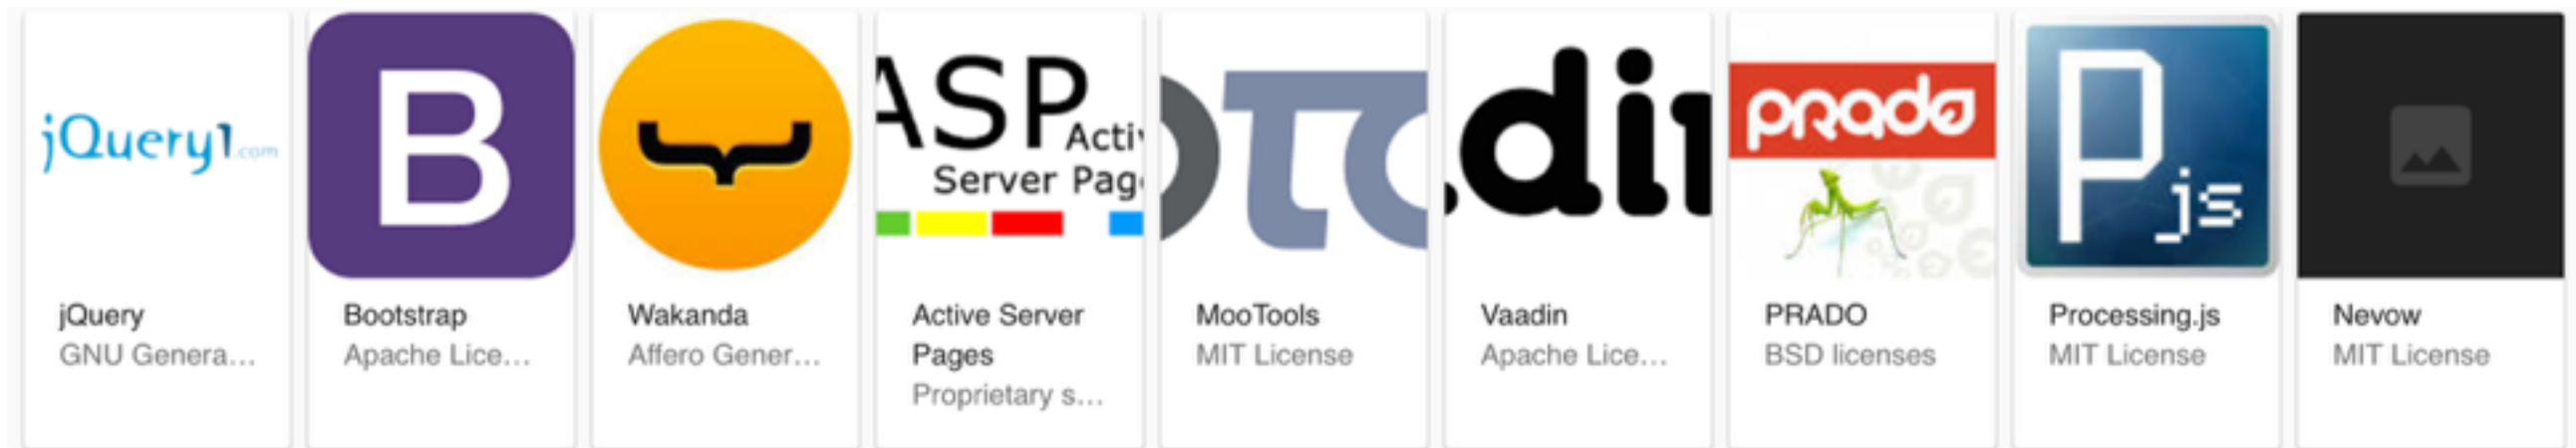 jQuery1.com
jQuery
GNU Genera...
B
Bootstrap
Apache Lice...
Wakanda
Affero Gener...
ASP
Activ
Server Pag
Active Server
Pages
Proprietary s...
MooTools
MIT License
adin
Vaadin
Apache Lice...
prado
PRADO
BSD licenses
P
js
Processing.js
MIT License
Nevow
MIT License